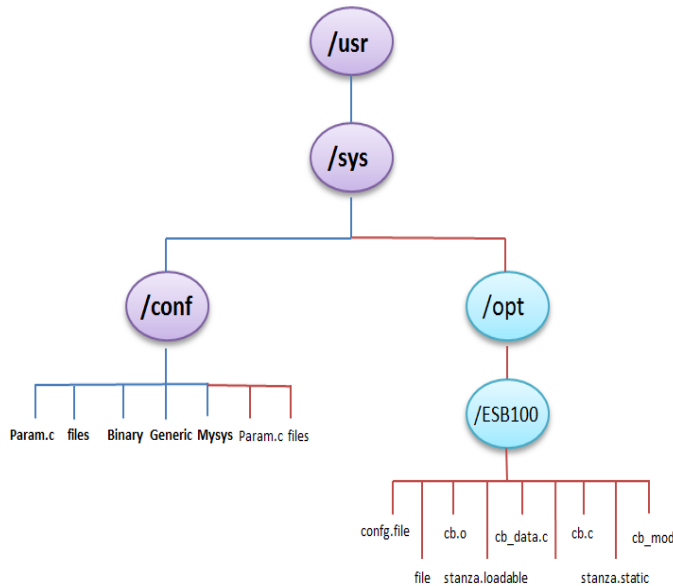 /usr
/sys
/conf
/opt
/ESB100
Param.c files Binary Generic Mysys Param.c files
confg.file cb.o cb_data.c cb.c cb_mod
file stanza.loadable stanza.static